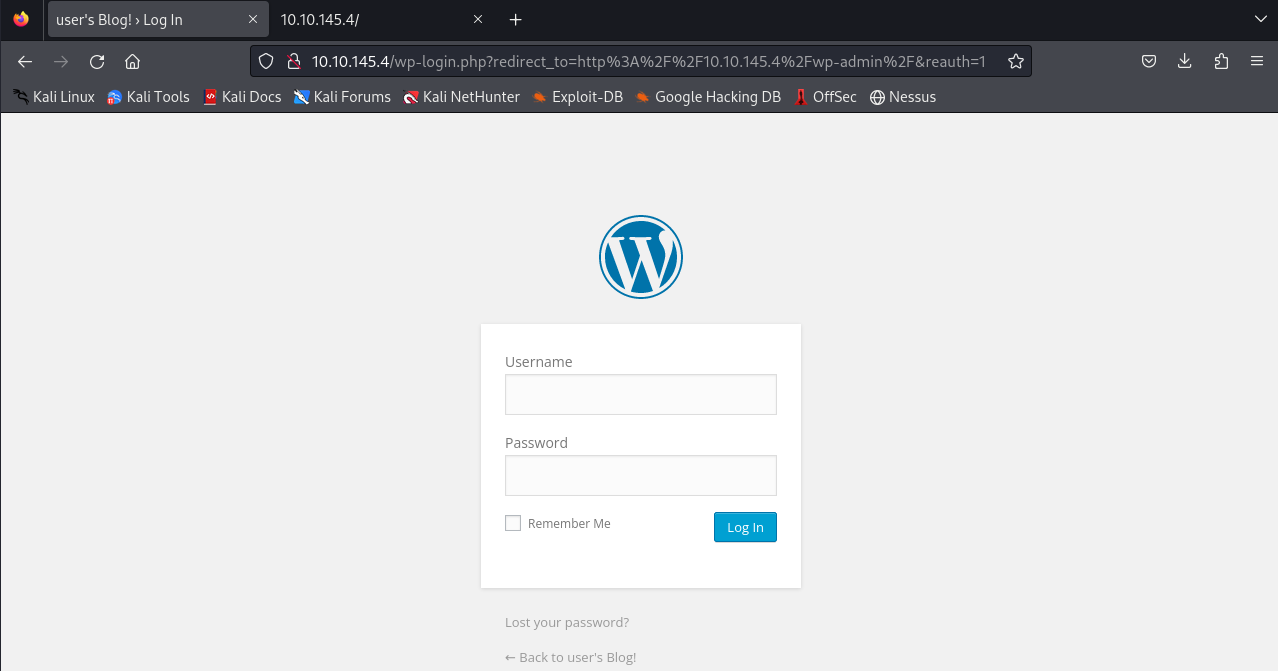 user's Blog! › Log In 10.10.145.4/
10.10.145.4/wp-login.php?redirect_to=http%3A%2F%2F10.10.145.4%2Fwp-admin%2F&reauth=1
Kali Linux Kali Tools Kali Docs Kali Forums Kali NetHunter Exploit-DB Google Hacking DB OffSec Nessus
Username
Password
Remember Me Log In
Lost your password?
← Back to user's Blog!